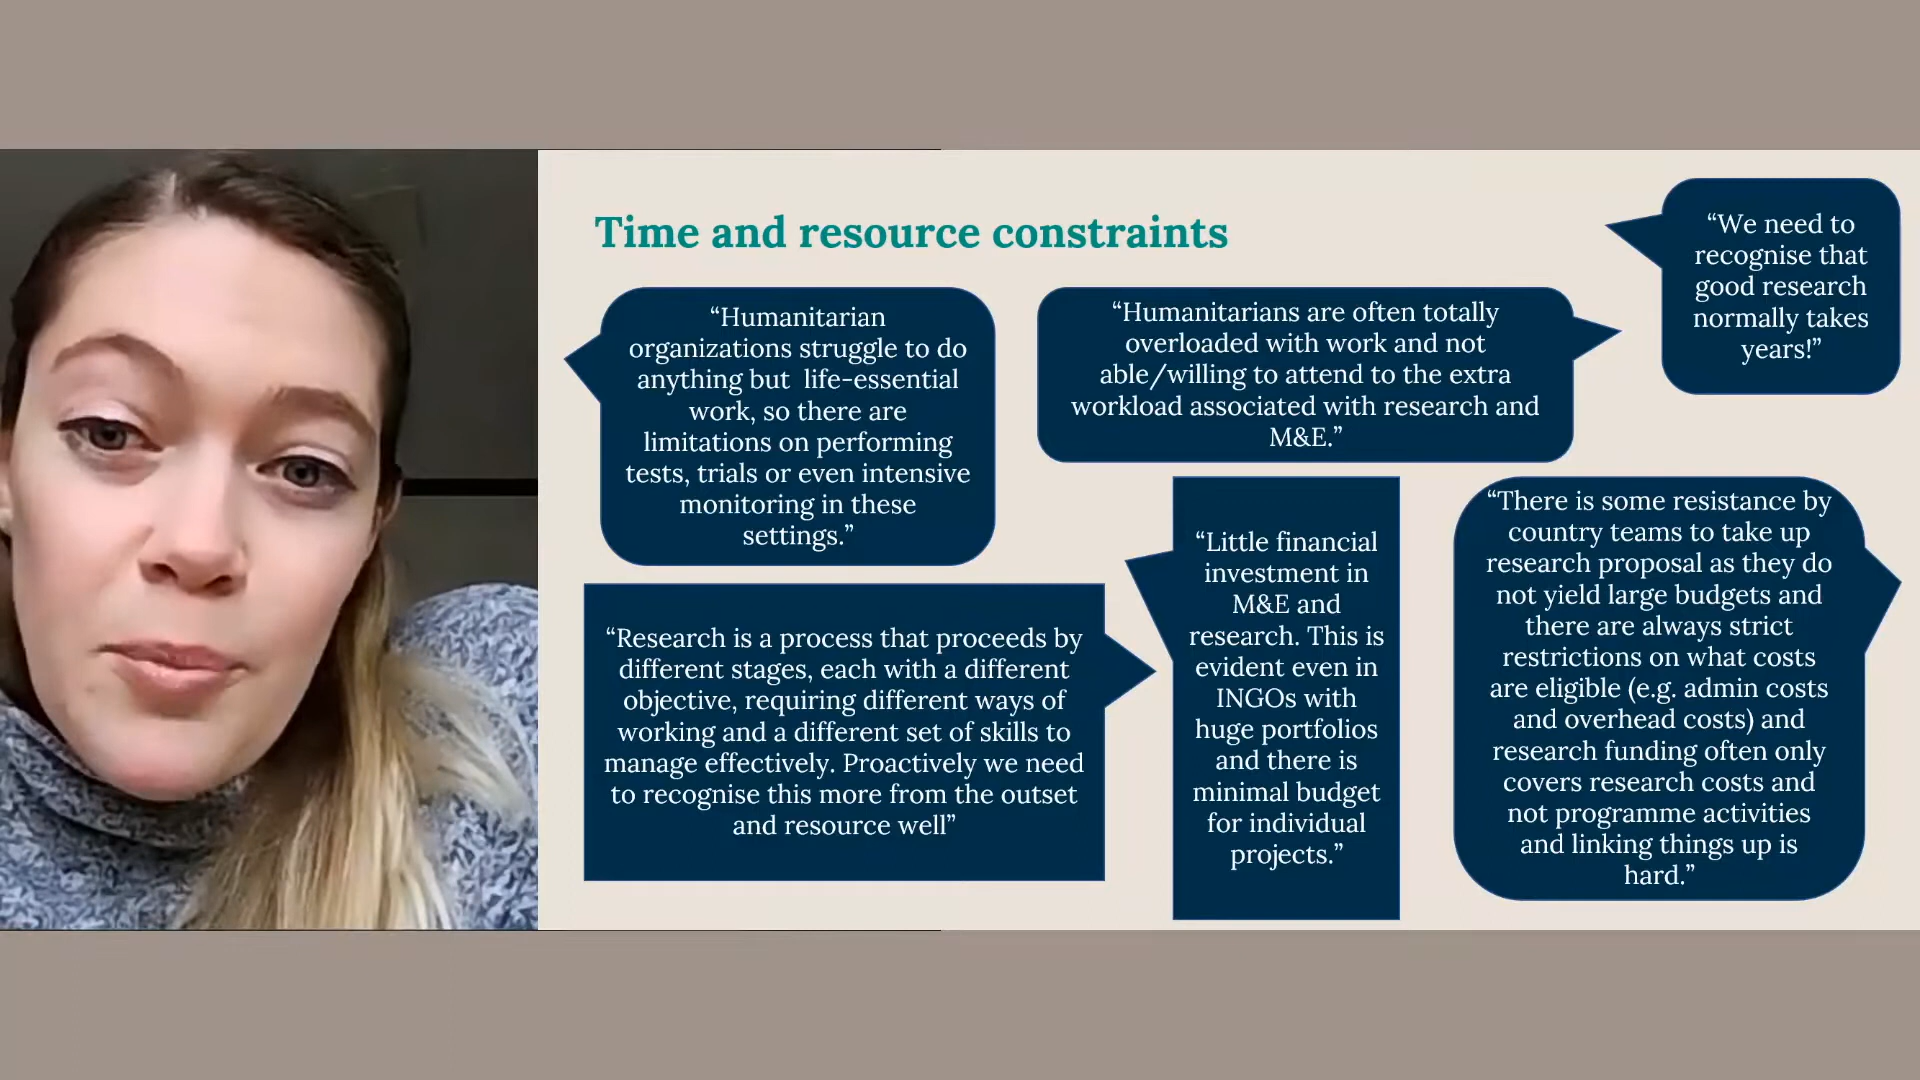 Time and resource constraints
“We need to
recognise that
good research
normally takes
years!”
“Humanitarian
organizations struggle to do
anything but life-essential
work, so there are
limitations on performing
tests, trials or even intensive
monitoring in these
settings.”
“Humanitarians are often totally
overloaded with work and not
able/willing to attend to the extra
workload associated with research and
M&E.”
“Research is a process that proceeds by
different stages, each with a different
objective, requiring different ways of
working and a different set of skills to
manage effectively. Proactively we need
to recognise this more from the outset
and resource well”
“Little financial
investment in
M&E and
research. This is
evident even in
INGOs with
huge portfolios
and there is
minimal budget
for individual
projects.”
“There is some resistance by
country teams to take up
research proposal as they do
not yield large budgets and
there are always strict
restrictions on what costs
are eligible (e.g. admin costs
and overhead costs) and
research funding often only
covers research costs and
not programme activities
and linking things up is
hard.”